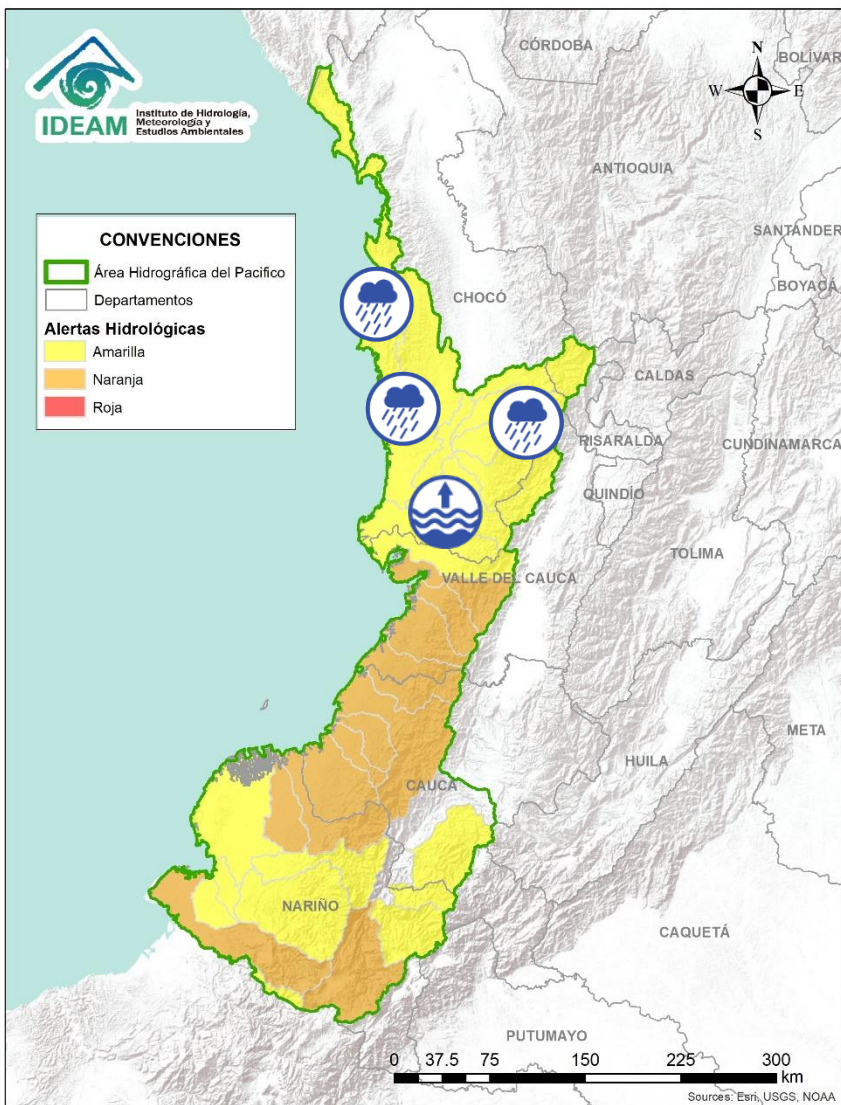 IDEAM
Instituto de Hidrología,
Meteorología y
Estudios Ambientales
N
W
E
S
CÓRDOBA
BOLÍVAR
ANTIOQUIA
SANTANDER
BOYACÁ
CHOCÓ
CALDAS
RISARALDA
CUNDINAMARCA
QUINDÍO
TOLIMA
VALLE DEL CAUCA
META
HUILA
CAUCA
NARIÑO
CAQUETÁ
PUTUMAYO
CONVENCIONES
Área Hidrográfica del Pacifico
Departamentos
Alertas Hidrológicas
Amarilla
Naranja
Roja
0 37.5 75 150 225 300
km
Sources: Esri, USGS, NOAA